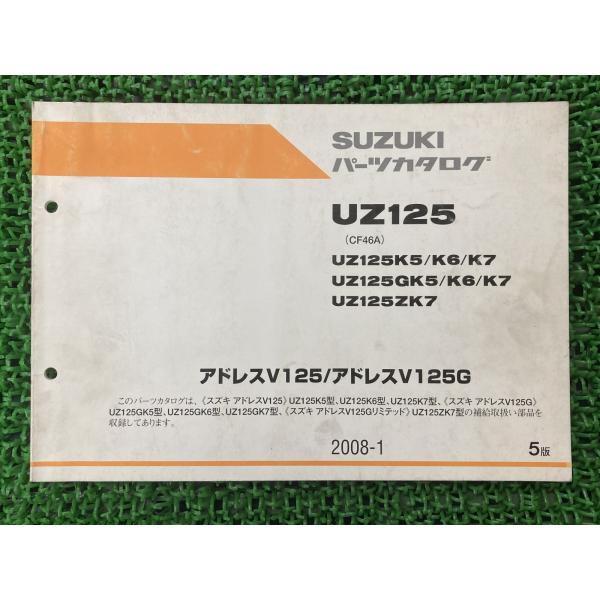 SUZUKI
パーツカタログ
UZ125
(CF46A)
UZ125K5/K6/K7
UZ125GK5/K6/K7
UZ125ZK7
アドレスV125/アドレスV125G
このパーツカタログは、《スズキ アドレスV125》UZ125K5型、UZ125K6型、UZ125K7型、《スズキ アドレスV125G》
UZ125GK5型、UZ125GK6型、UZ125GK7型、《スズキ アドレスV125Gリミテッド》UZ125ZK7型の補給取扱い部品を
収録してあります。
2008-1
5版